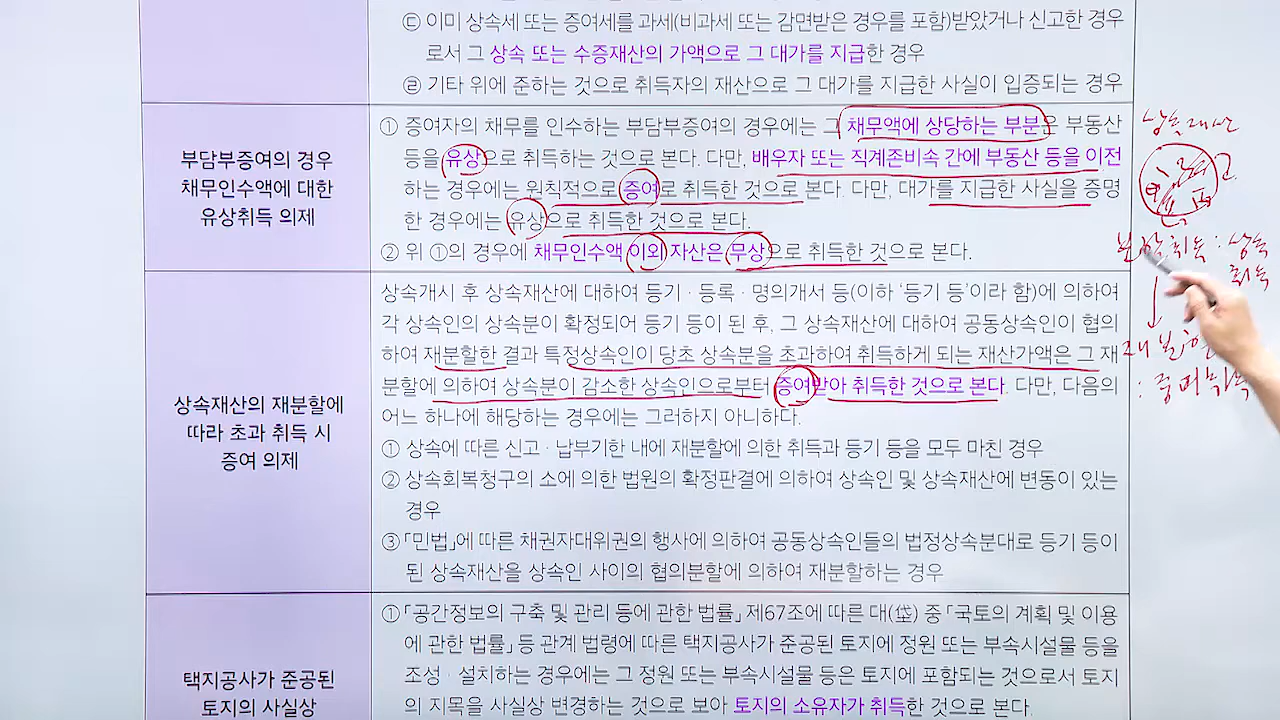 ⓒ 이미 상속세 또는 증여세를 과세(비과세 또는 감면받은 경우를 포함)받았거나 신고한 경우
로서 그 상속 또는 수증재산의 가액으로 그 대가를 지급한 경우
ⓔ 기타 위에 준하는 것으로 취득자의 재산으로 그 대가를 지급한 사실이 입증되는 경우
부담부증여의 경우
채무인수액에 대한
유상취득 의제
① 증여자의 채무를 인수하는 부담부증여의 경우에는 그 채무액에 상당하는 부분은 부동산
등을 유상으로 취득하는 것으로 본다. 다만, 배우자 또는 직계존비속 간에 부동산 등을 이전
하는 경우에는 원칙적으로 증여로 취득한 것으로 본다. 다만, 대가를 지급한 사실을 증명
한 경우에는 유상으로 취득한 것으로 본다.
② 위 ①의 경우에 채무인수액 이외 자산은 무상으로 취득한 것으로 본다.
상속재산의 재분할에
따라 초과 취득 시
증여 의제
상속개시 후 상속재산에 대하여 등기 · 등록 · 명의개서 등(이하 ‘등기 등’이라 함)에 의하여
각 상속인의 상속분이 확정되어 등기 등이 된 후, 그 상속재산에 대하여 공동상속인이 협의
하여 재분할한 결과 특정상속인이 당초 상속분을 초과하여 취득하게 되는 재산가액은 그 재
분할에 의하여 상속분이 감소한 상속인으로부터 증여받아 취득한 것으로 본다. 다만, 다음의
어느 하나에 해당하는 경우에는 그러하지 아니하다.
① 상속에 따른 신고 · 납부기한 내에 재분할에 의한 취득과 등기 등을 모두 마친 경우
② 상속회복청구의 소에 의한 법원의 확정판결에 의하여 상속인 및 상속재산에 변동이 있는
경우
③ 「민법」에 따른 채권자대위권의 행사에 의하여 공동상속인들의 법정상속분대로 등기 등이
된 상속재산을 상속인 사이의 협의분할에 의하여 재분할하는 경우
택지공사가 준공된
토지의 사실상
① 「공간정보의 구축 및 관리 등에 관한 법률」 제67조에 따른 대(垈) 중 「국토의 계획 및 이용
에 관한 법률」 등 관계 법령에 따른 택지공사가 준공된 토지에 정원 또는 부속시설물 등을
조성 · 설치하는 경우에는 그 정원 또는 부속시설물 등은 토지에 포함되는 것으로서 토지
의 지목을 사실상 변경하는 것으로 보아 토지의 소유자가 취득한 것으로 본다.
상속재산
취득 : 상속
취득
재분할
: 증여취득